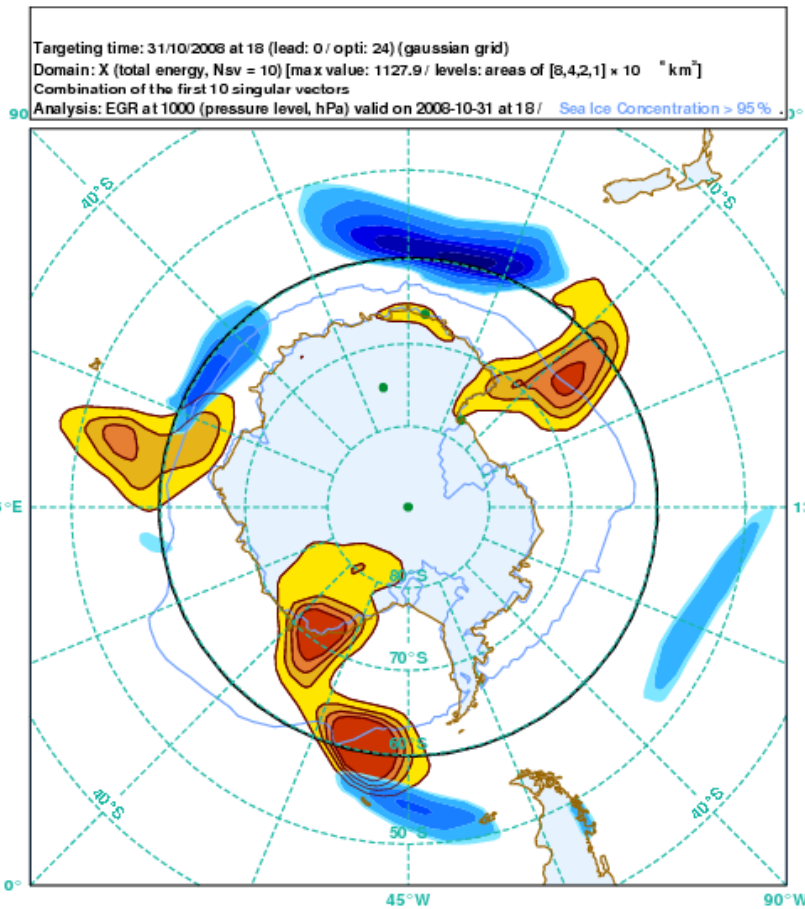 Targeting time: 31/10/2008 at 18 (lead: 0 / opti: 24) (gaussian grid)
Domain: X (total energy, Nsv = 10) [max value: 1127.9 / levels: areas of [8,4,2,1] × 10 km²]
Combination of the first 10 singular vectors
Analysis: EGR at 1000 (pressure level, hPa) valid on 2008-10-31 at 18 / Sea Ice Concentration > 95% .
90
0°
40°S
40°S
°E
13
80°S
70°S
60°S
40°S
40°S
50°S
0°
45°W
90°W